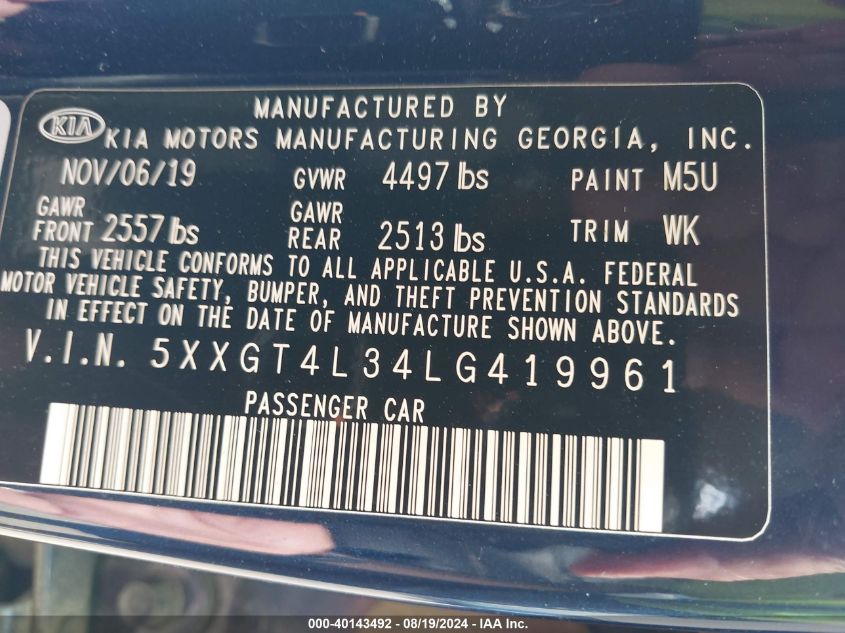 MANUFACTURED BY
KIA KIA MOTORS MANUFACTURING GEORGIA, INC.
NOV/06/19 GVWR 4497 lbs PAINT M5U
GAWR FRONT 2557 lbs GAWR REAR 2513 lbs TRIM WK
THIS VEHICLE CONFORMS TO ALL APPLICABLE U.S.A. FEDERAL
MOTOR VEHICLE SAFETY, BUMPER, AND THEFT PREVENTION STANDARDS
IN EFFECT ON THE DATE OF MANUFACTURE SHOWN ABOVE.
V.I.N. 5XXGT4L34LG419961
PASSENGER CAR
000-40143492 - 08/19/2024 - IAA Inc.